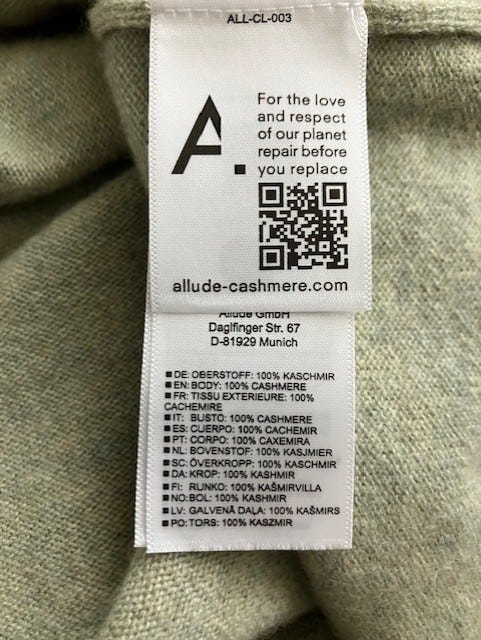 ALL-CL-003
A.
For the love
and respect
of our planet
repair before
you replace
allude-cashmere.com
Allude GmbH
Daglfinger Str. 67
D-81929 Munich
■ DE: OBERSTOFF: 100% KASCHMIR
■ EN: BODY: 100% CASHMERE
■ FR: TISSU EXTERIEURE: 100%
CACHEMIRE
■ IT: BUSTO: 100% CASHMERE
■ ES: CUERPO: 100% CACHEMIR
■ PT: CORPO: 100% CAXEMIRA
■ NL: BOVENSTOF: 100% KASJMIER
■ SC: ÖVERKROPP: 100% KASCHMIR
■ DA: KROP: 100% KASHMIR
■ FI: RUNKO: 100% KAŠMIRVILLA
■ NO: BOL: 100% KASHMIR
■ LV: GALVENĀ DAĻA: 100% KAŠMIRS
■ PO: TORS: 100% KASZMIR